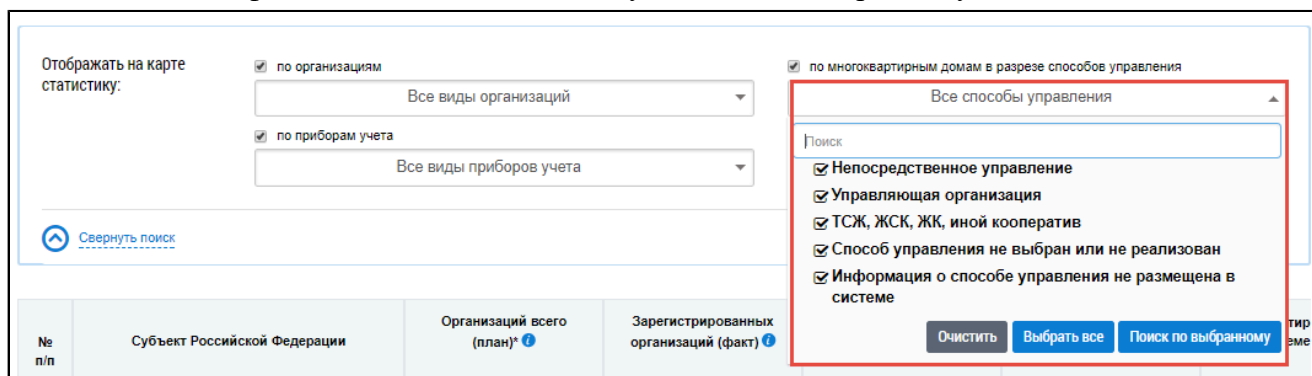 Отображать на карте
статистику:
по организациям
Все виды организаций
по приборам учета
Все виды приборов учета
по многоквартирным домам в разрезе способов управления
Все способы управления
Поиск
Непосредственное управление
Управляющая организация
ТСЖ, ЖСК, ЖК, иной кооператив
Способ управления не выбран или не реализован
Информация о способе управления не размещена в
системе
Очистить Выбрать все Поиск по выбранному
Свернуть поиск
№
п/п
Субъект Российской Федерации
Организаций всего
(план)*
Зарегистрированных
организаций (факт)